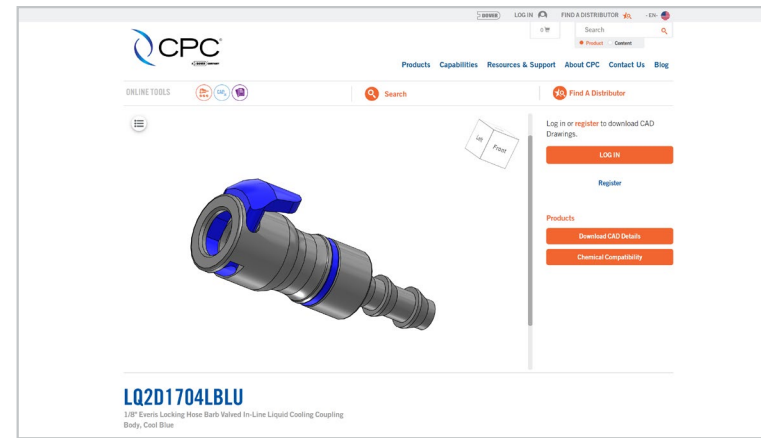 DOVER
LOG IN
FIND A DISTRIBUTOR
- EN-
0
Search
Product Content
CPC
Products Capabilities Resources & Support About CPC Contact Us Blog
ONLINE TOOLS
Search
Find A Distributor
Left
Front
Log in or register to download CAD
Drawings.
LOG IN
Register
Products
Download CAD Details
Chemical Compatibility
LQ2D1704LBLU
1/8" Everis Locking Hose Barb Valved In-Line Liquid Cooling Coupling
Body, Cool Blue